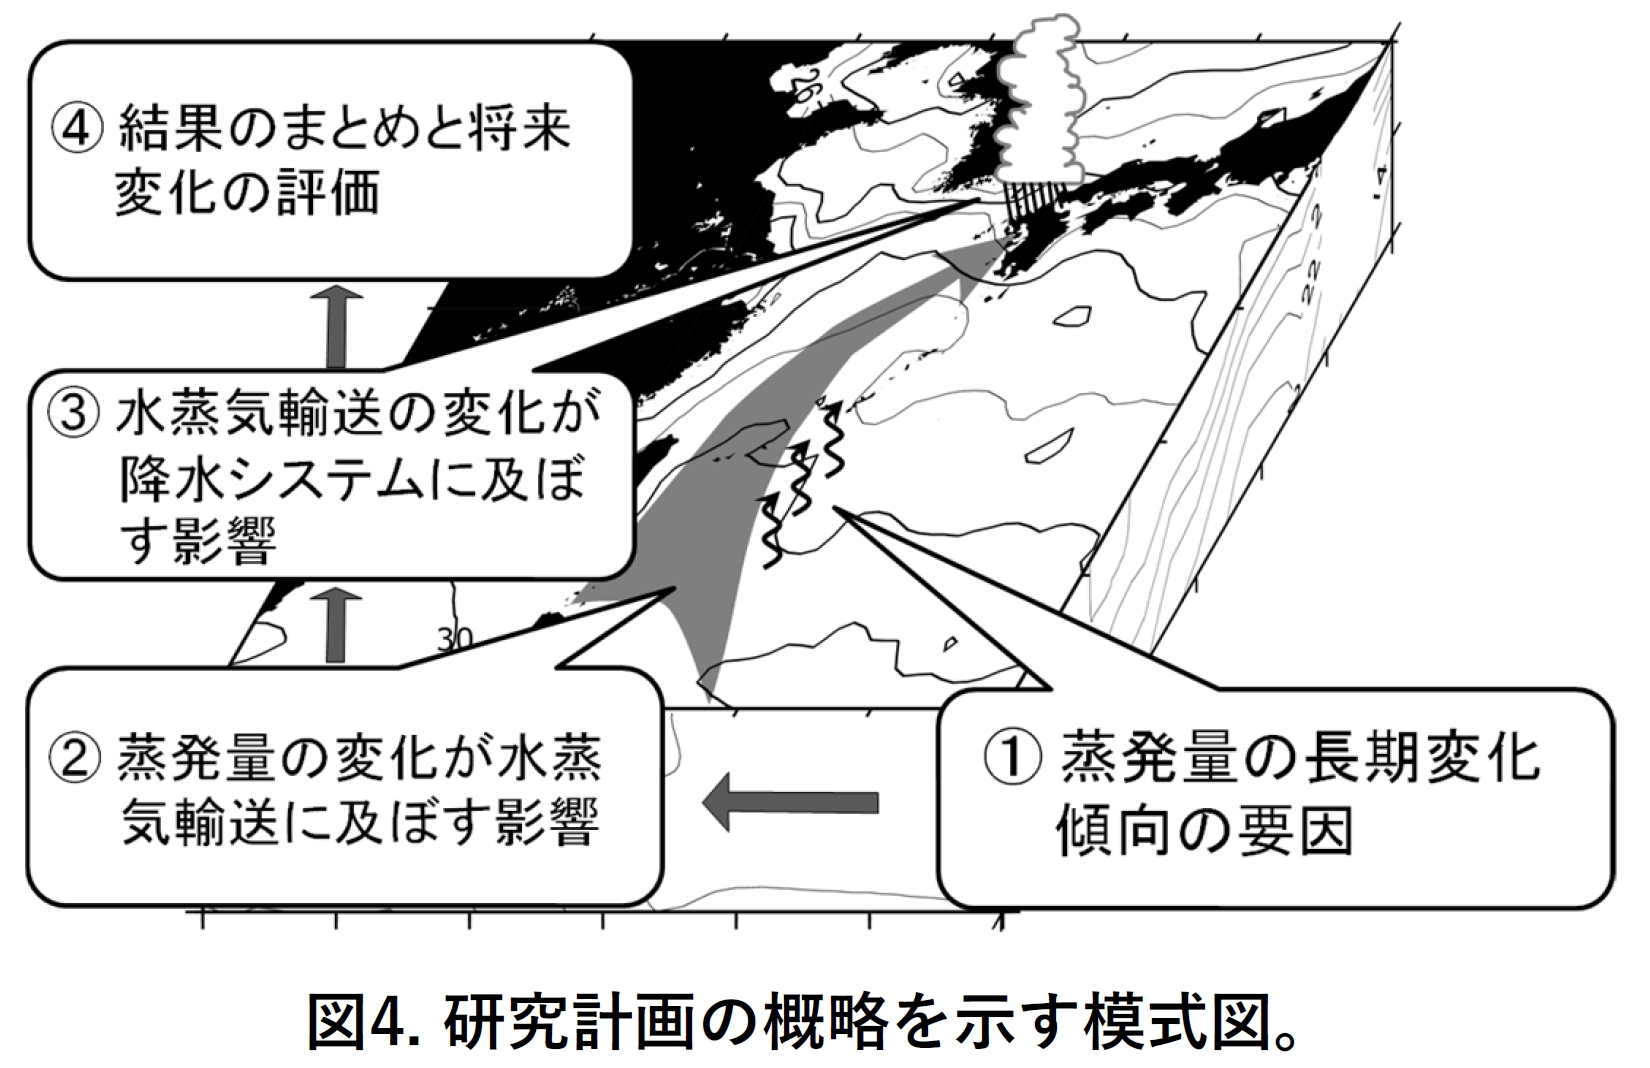 ④ 結果のまとめと将来
変化の評価
26
③ 水蒸気輸送の変化が
降水システムに及ぼ
す影響
22
30
② 蒸発量の変化が水蒸
気輸送に及ぼす影響
① 蒸発量の長期変化
傾向の要因
図4. 研究計画の概略を示す模式図。